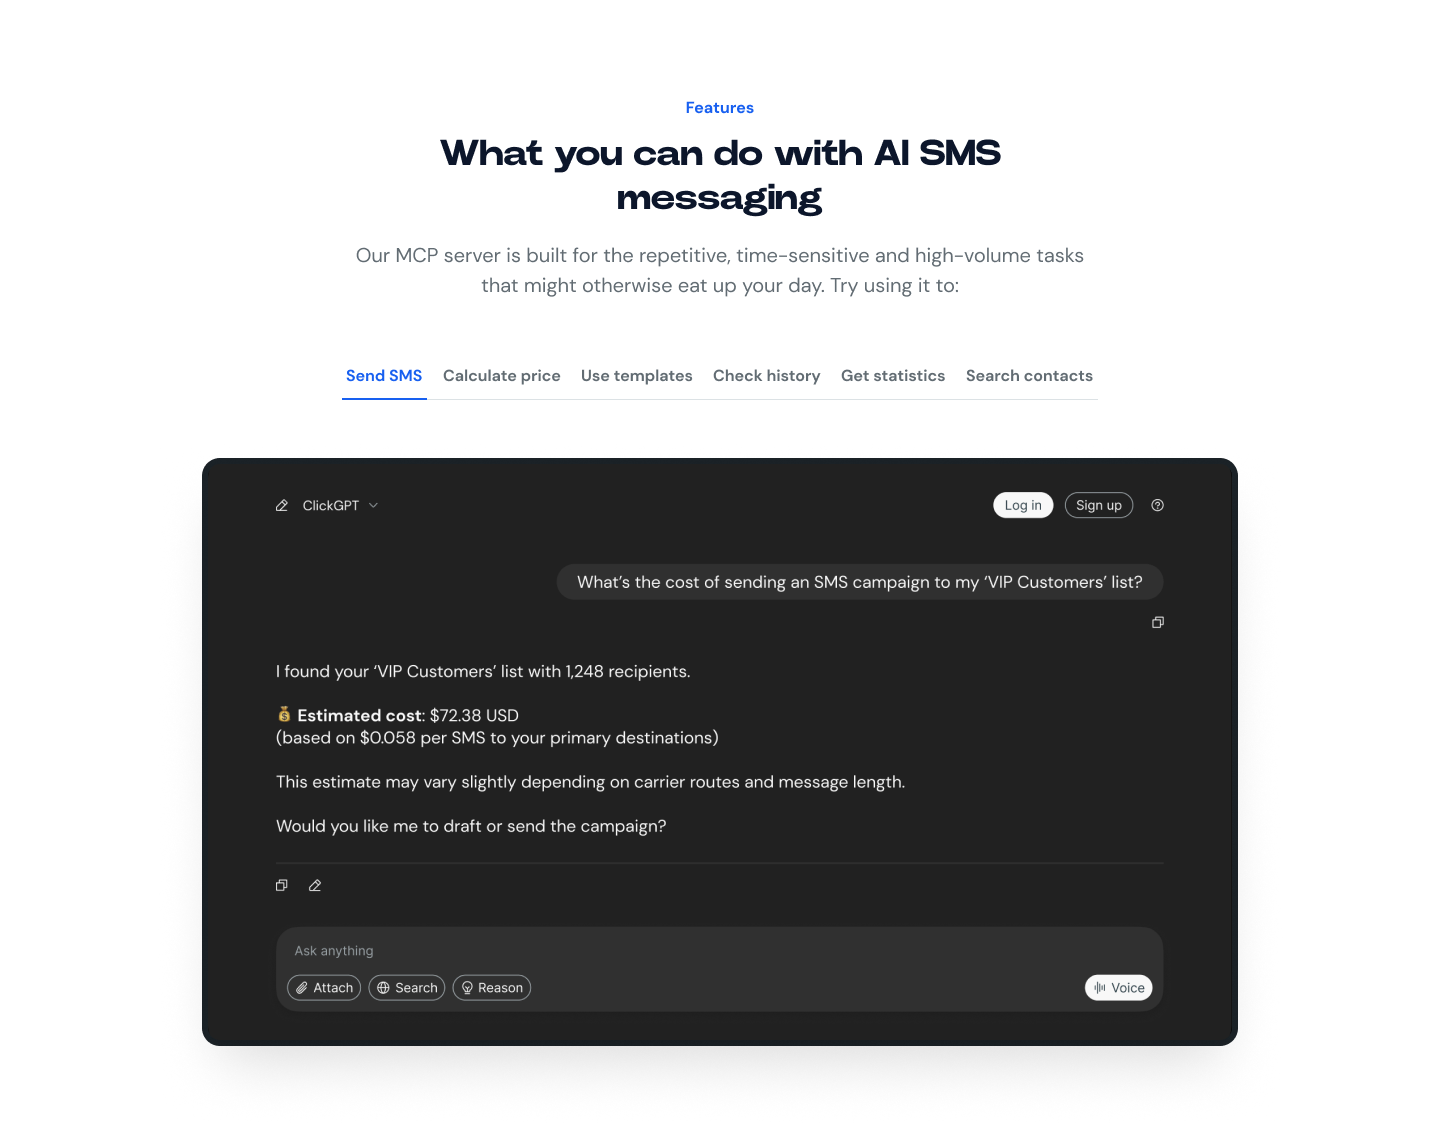 Features
What you can do with AI SMS
messaging
Our MCP server is built for the repetitive, time-sensitive and high-volume tasks
that might otherwise eat up your day. Try using it to:
Send SMS Calculate price Use templates Check history Get statistics Search contacts
ClickGPT Log in Sign up
What's the cost of sending an SMS campaign to my ‘VIP Customers’ list?
I found your ‘VIP Customers’ list with 1,248 recipients.
💰 Estimated cost: $72.38 USD
(based on $0.058 per SMS to your primary destinations)
This estimate may vary slightly depending on carrier routes and message length.
Would you like me to draft or send the campaign?
Ask anything
Attach Search Reason Voice